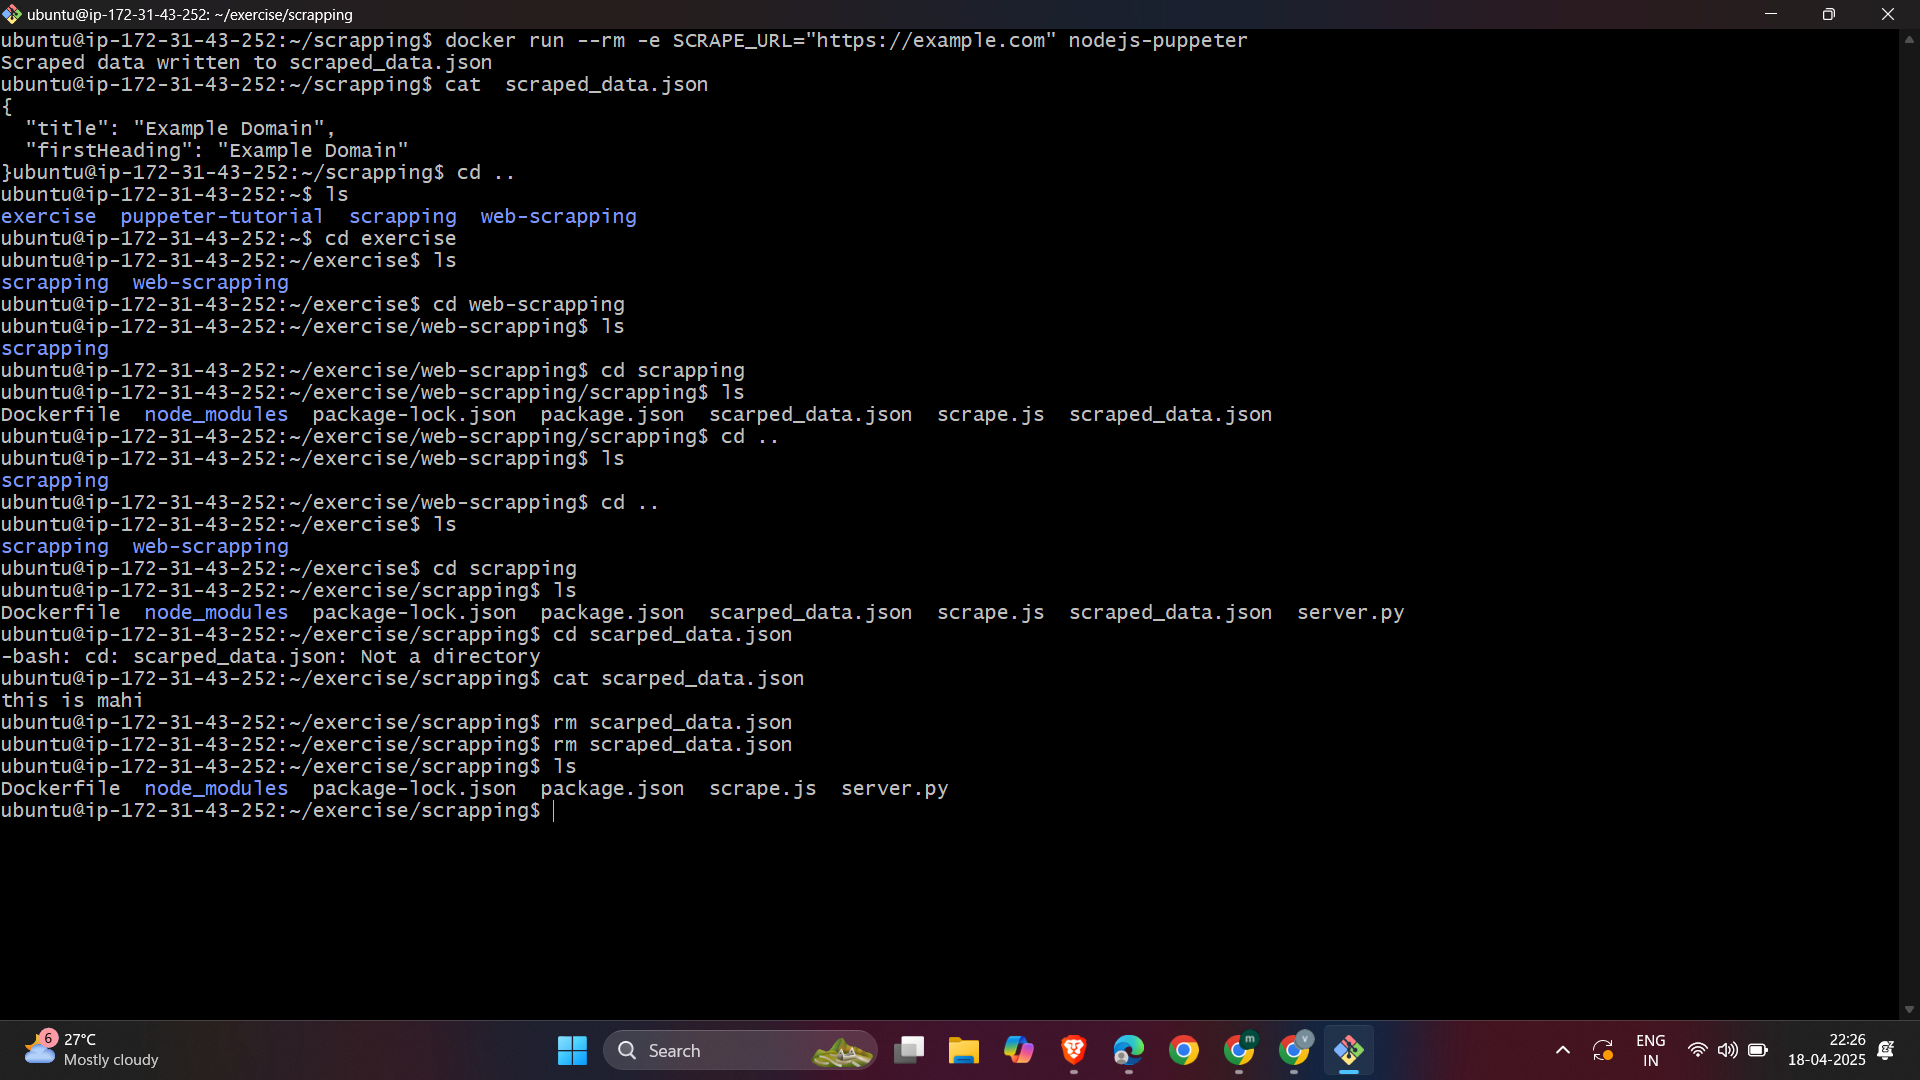 ubuntu@ip-172-31-43-252: ~/exercise/scrapping
ubuntu@ip-172-31-43-252:~/scrapping$ docker run --rm -e SCRAPE_URL="https://example.com" nodejs-puppeter
Scraped data written to scraped_data.json
ubuntu@ip-172-31-43-252:~/scrapping$ cat  scraped_data.json
{
  "title": "Example Domain",
  "firstHeading": "Example Domain"
}ubuntu@ip-172-31-43-252:~/scrapping$ cd ..
ubuntu@ip-172-31-43-252:~$ ls
exercise  puppeter-tutorial  scrapping  web-scrapping
ubuntu@ip-172-31-43-252:~$ cd exercise
ubuntu@ip-172-31-43-252:~/exercise$ ls
scrapping  web-scrapping
ubuntu@ip-172-31-43-252:~/exercise$ cd web-scrapping
ubuntu@ip-172-31-43-252:~/exercise/web-scrapping$ ls
scrapping
ubuntu@ip-172-31-43-252:~/exercise/web-scrapping$ cd scrapping
ubuntu@ip-172-31-43-252:~/exercise/web-scrapping/scrapping$ ls
Dockerfile  node_modules  package-lock.json  package.json  scarped_data.json  scrape.js  scraped_data.json
ubuntu@ip-172-31-43-252:~/exercise/web-scrapping/scrapping$ cd ..
ubuntu@ip-172-31-43-252:~/exercise/web-scrapping$ ls
scrapping
ubuntu@ip-172-31-43-252:~/exercise/web-scrapping$ cd ..
ubuntu@ip-172-31-43-252:~/exercise$ ls
scrapping  web-scrapping
ubuntu@ip-172-31-43-252:~/exercise$ cd scrapping
ubuntu@ip-172-31-43-252:~/exercise/scrapping$ ls
Dockerfile  node_modules  package-lock.json  package.json  scarped_data.json  scrape.js  scraped_data.json  server.py
ubuntu@ip-172-31-43-252:~/exercise/scrapping$ cd scarped_data.json
-bash: cd: scarped_data.json: Not a directory
ubuntu@ip-172-31-43-252:~/exercise/scrapping$ cat scarped_data.json
this is mahi
ubuntu@ip-172-31-43-252:~/exercise/scrapping$ rm scarped_data.json
ubuntu@ip-172-31-43-252:~/exercise/scrapping$ rm scraped_data.json
ubuntu@ip-172-31-43-252:~/exercise/scrapping$ ls
Dockerfile  node_modules  package-lock.json  package.json  scrape.js  server.py
ubuntu@ip-172-31-43-252:~/exercise/scrapping$
6
27°C
Mostly cloudy
Search
m
v
ENG
IN
22:26
18-04-2025